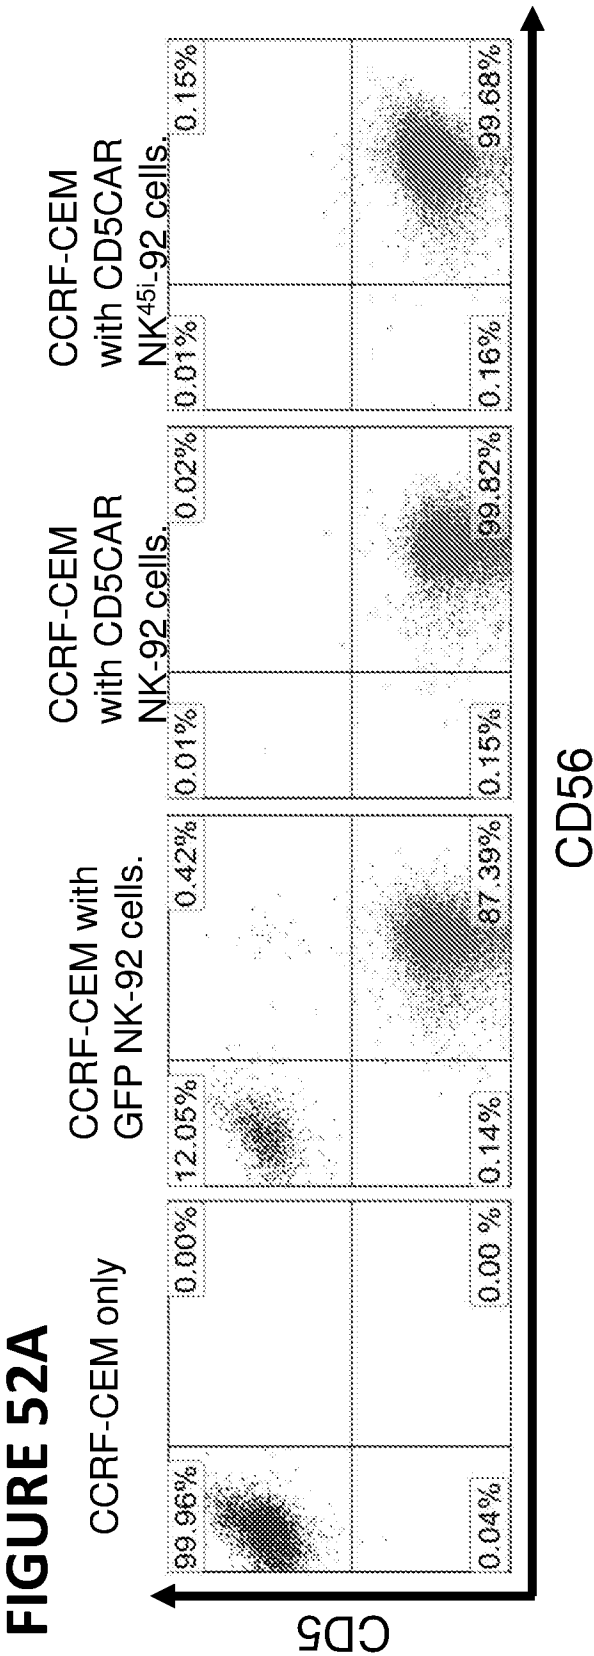 FIGURE 52A
CCRF-CEM only
99.96%
0.00%
0.04%
0.00 %
CCRF-CEM with
GFP NK-92 cells.
12.05%
0.42%
0.14%
87.39%
CCRF-CEM
with CD5CAR
NK-92 cells.
0.01%
0.02%
0.15%
99.82%
CCRF-CEM
with CD5CAR
NK45i-92 cells.
0.01%
0.15%
0.16%
99.68%
CD5
CD56